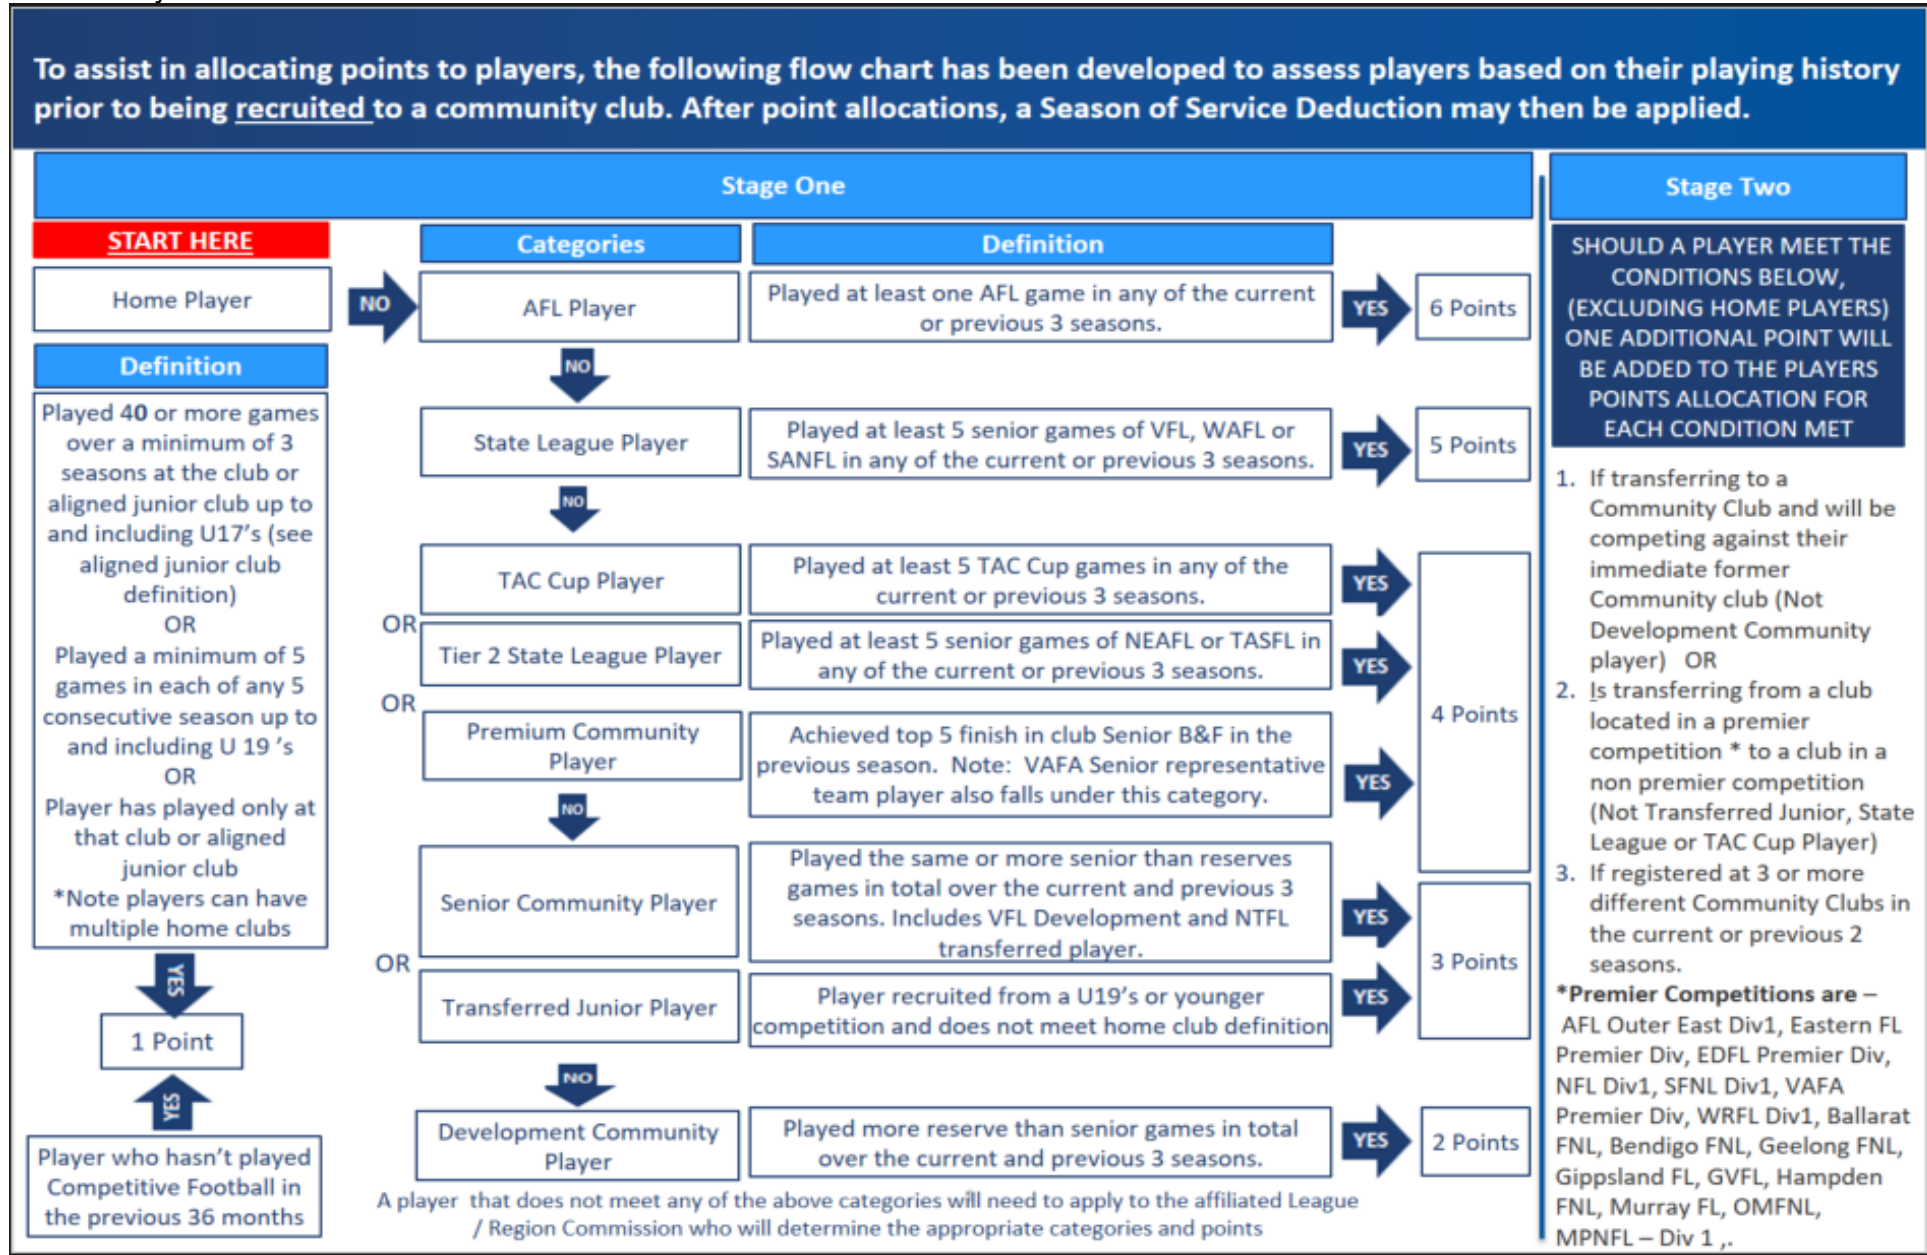 To assist in allocating points to players, the following flow chart has been developed to assess players based on their playing history
prior to being recruited to a community club. After point allocations, a Season of Service Deduction may then be applied.
Stage One
START HERE
Home Player
Definition
Played 40 or more games
over a minimum of 3
seasons at the club or
aligned junior club up to
and including U17's (see
aligned junior club
definition)
OR
Played a minimum of 5
games in each of any 5
consecutive season up to
and including U 19 's
OR
Player has played only at
that club or aligned
junior club
*Note players can have
multiple home clubs
YES
1 Point
YES
Player who hasn't played
Competitive Football in
the previous 36 months
NO
Categories
Definition
AFL Player
Played at least one AFL game in any of the current
or previous 3 seasons.
YES
6 Points
NO
State League Player
Played at least 5 senior games of VFL, WAFL or
SANFL in any of the current or previous 3 seasons.
YES
5 Points
NO
TAC Cup Player
Played at least 5 TAC Cup games in any of the
current or previous 3 seasons.
YES
OR
Tier 2 State League Player
Played at least 5 senior games of NEAFL or TASFL in
any of the current or previous 3 seasons.
YES
OR
4 Points
Premium Community
Player
Achieved top 5 finish in club Senior B&F in the
previous season. Note: VAFA Senior representative
team player also falls under this category.
YES
NO
Senior Community Player
Played the same or more senior than reserves
games in total over the current and previous 3
seasons. Includes VFL Development and NTFL
transferred player.
YES
OR
3 Points
Transferred Junior Player
Player recruited from a U19's or younger
competition and does not meet home club definition
YES
NO
Development Community
Player
Played more reserve than senior games in total
over the current and previous 3 seasons.
YES
2 Points
A player that does not meet any of the above categories will need to apply to the affiliated League
/ Region Commission who will determine the appropriate categories and points
Stage Two
SHOULD A PLAYER MEET THE
CONDITIONS BELOW,
(EXCLUDING HOME PLAYERS)
ONE ADDITIONAL POINT WILL
BE ADDED TO THE PLAYERS
POINTS ALLOCATION FOR
EACH CONDITION MET
1. If transferring to a
Community Club and will be
competing against their
immediate former
Community club (Not
Development Community
player) OR
2. Is transferring from a club
located in a premier
competition * to a club in a
non premier competition
(Not Transferred Junior, State
League or TAC Cup Player)
3. If registered at 3 or more
different Community Clubs in
the current or previous 2
seasons.
*Premier Competitions are –
AFL Outer East Div1, Eastern FL
Premier Div, EDFL Premier Div,
NFL Div1, SFNL Div1, VAFA
Premier Div, WRFL Div1, Ballarat
FNL, Bendigo FNL, Geelong FNL,
Gippsland FL, GVFL, Hampden
FNL, Murray FL, OMFNL,
MPNFL – Div 1 ,.